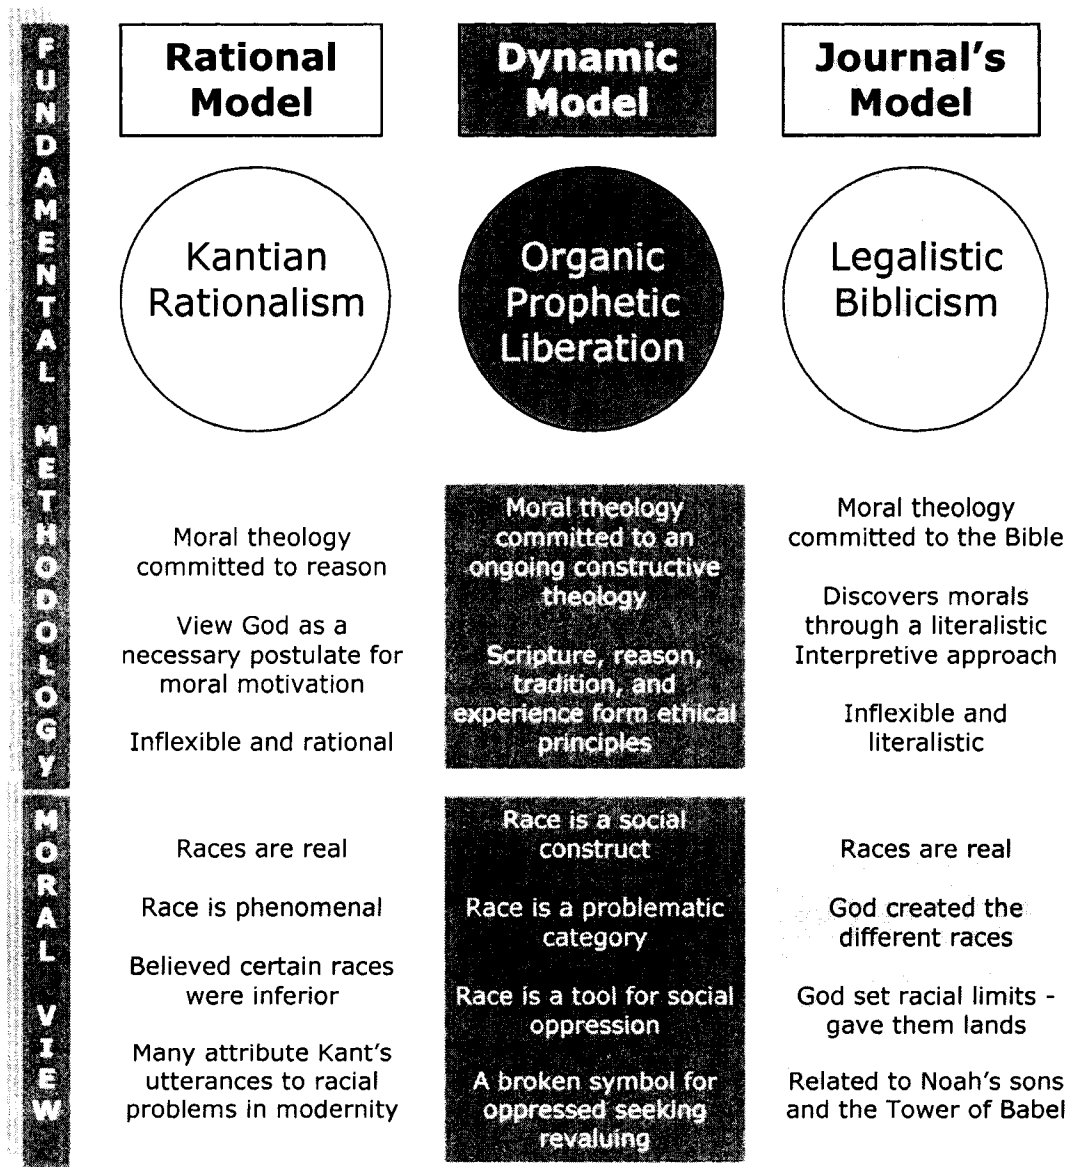 FUNDAMENTAL METHODOLOGY
Rational
Model
Kantian
Rationalism
Moral theology
committed to reason
View God as a
necessary postulate for
moral motivation
Inflexible and rational
Dynamic
Model
Organic
Prophetic
Liberation
Moral theology
committed to an
ongoing constructive
theology
Scripture, reason,
tradition, and
experience form ethical
principles
Journal's
Model
Legalistic
Biblicism
Moral theology
committed to the Bible
Discovers morals
through a literalistic
Interpretive approach
Inflexible and
literalistic
MORAL VIEW
Races are real
Race is phenomenal
Believed certain races
were inferior
Many attribute Kant's
utterances to racial
problems in modernity
Race is a social
construct
Race is a problematic
category
Race is a tool for social
oppression
A broken symbol for
oppressed seeking
revaluing
Races are real
God created the
different races
God set racial limits -
gave them lands
Related to Noah's sons
and the Tower of Babel